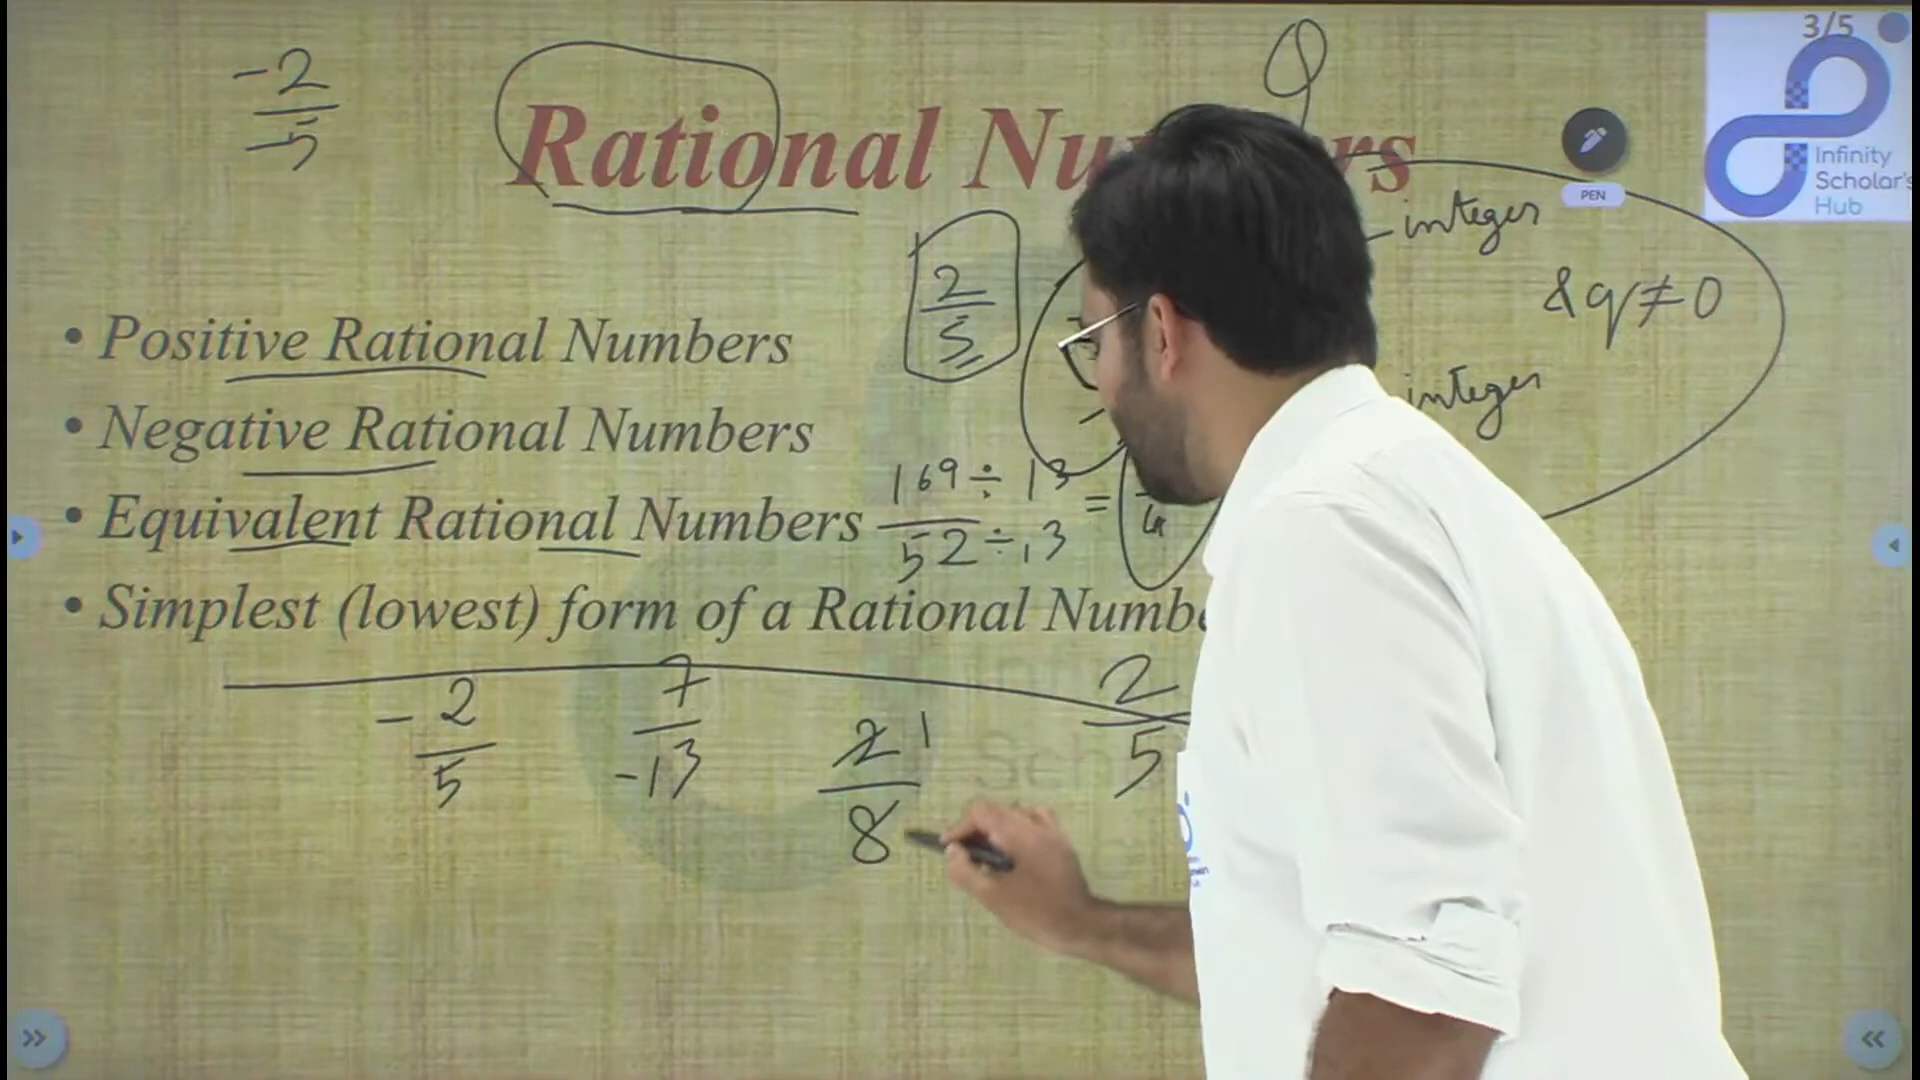 3/5
Q
-2
-5
Rational Nu
rs
PEN
Infinity
Scholar's
Hub
integer
2
5
& q ≠ 0
• Positive Rational Numbers
integer
• Negative Rational Numbers
169 ÷ 13
=
52 ÷ 13
• Equivalent Rational Numbers
• Simplest (lowest) form of a Rational Numbe
-2
5
7
-13
2 1
8
2
5